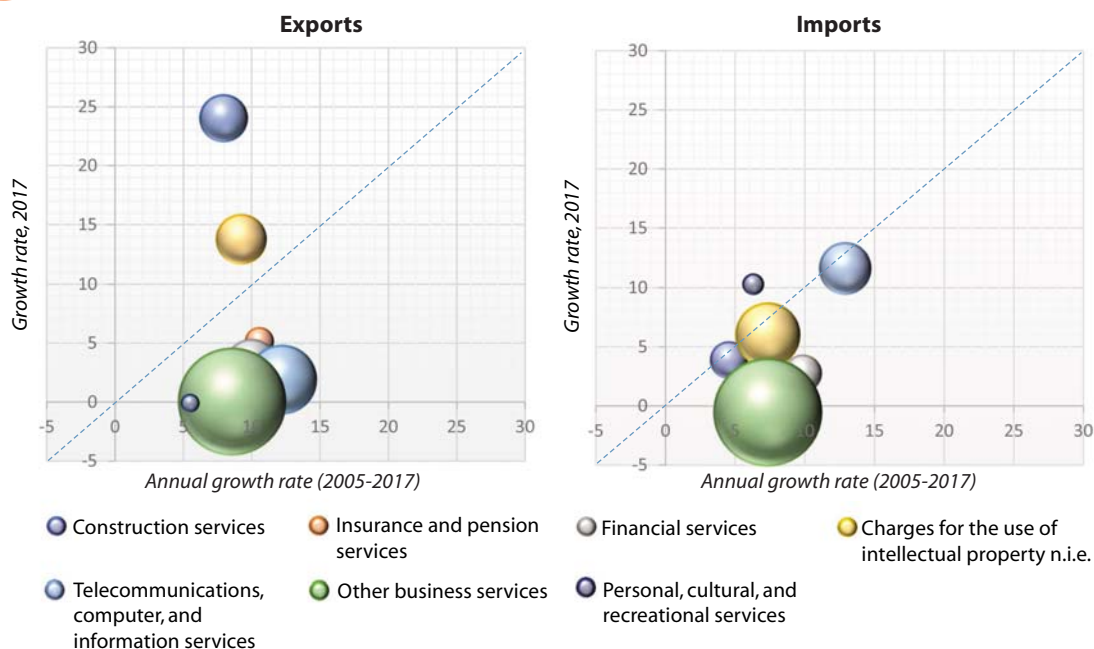 Exports
Imports
30
25
20
15
10
5
0
-5
-5
0
5
10
15
20
25
30
Growth rate, 2017
Annual growth rate (2005-2017)
30
25
20
15
10
5
0
-5
-5
0
5
10
15
20
25
30
Growth rate, 2017
Annual growth rate (2005-2017)
Construction services
Insurance and pension
services
Financial services
Charges for the use of
intellectual property n.i.e.
Telecommunications,
computer, and
information services
Other business services
Personal, cultural, and
recreational services